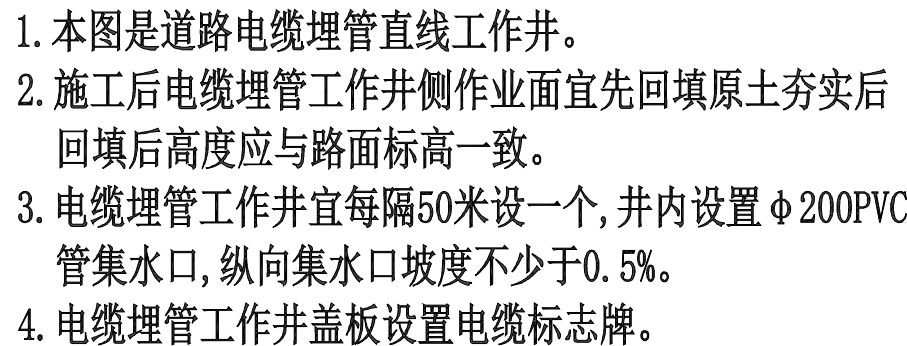 1.本图是道路电缆埋管直线工作井。
2.施工后电缆埋管工作井侧作业面宜先回填原土夯实后
回填后高度应与路面标高一致。
3.电缆埋管工作井宜每隔50米设一个,井内设置φ200PVC
管集水口,纵向集水口坡度不少于0.5%。
4.电缆埋管工作井盖板设置电缆标志牌。